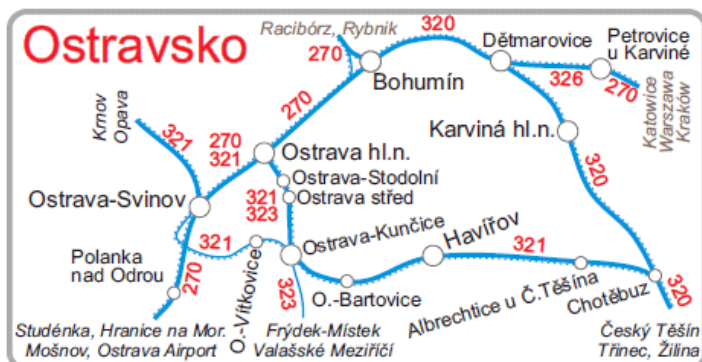 Ostravsko
Racibórz, Rybnik
320
270
Dětmarovice
Petrovice
u Karviné
Bohumín
326
270
Katowice
Warszawa
Kraków
270
Krnov
Opava
321
270
321
Ostrava hl.n.
Karviná hl.n.
Ostrava-Stodolní
Ostrava střed
320
321
323
Ostrava-Svinov
321
Ostrava-Kunčice
Havířov
321
Polanka
nad Odrou
270
O.-Vítkovice
323
O.-Bartovice
Albrechtice u Č.Těšína
Chotěbuz
320
Studénka, Hranice na Mor.
Mošnov, Ostrava Airport
Frýdek-Místek
Valašské Meziříčí
Český Těšín
Třinec, Žilina